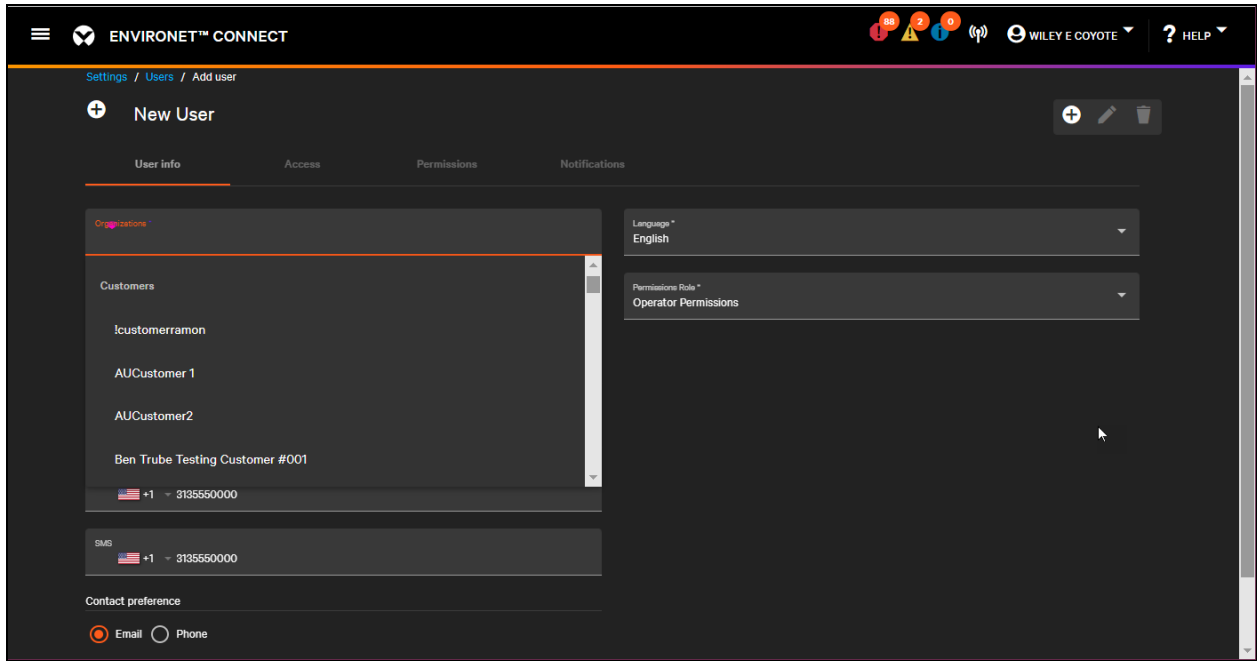 ENVIRONET™ CONNECT
88
2
0
WILEY E COYOTE
? HELP
Settings / Users / Add user
New User
User info
Access
Permissions
Notifications
Organizations
Language *
English
Customers
!customerramon
AUCustomer 1
AUCustomer2
Ben Trube Testing Customer #001
Permissions Role *
Operator Permissions
+1 3135550000
SMS
+1 3135550000
Contact preference
Email
Phone